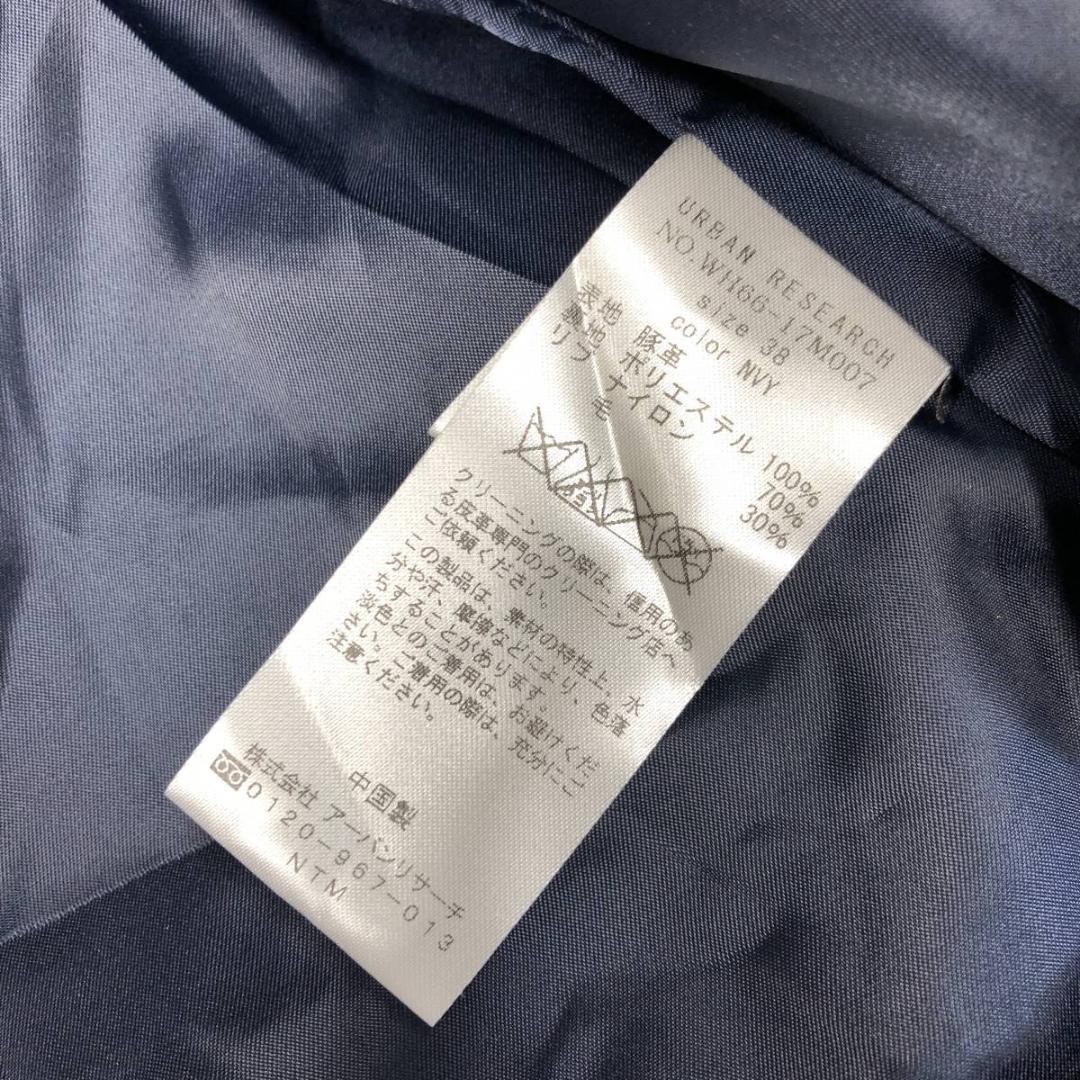 URBAN RESEARCH
NO.WH66-17M007
size 38
color NVY
表地 豚革
裏地 ポリエステル 100%
リブ ナイロン 70%
毛 30%
クリーニングの際は、信用のあ
る皮革専門のクリーニング店へ
ご依頼ください。
この製品は、素材の特性上、水
分や汗、摩擦などにより、色落
ちすることがあります。
淡色とのご着用は、お避けくだ
さい。ご着用の際は、充分にご
注意ください。
中国製
株式会社 アーバンリサーチ
0120-967-013
NTM